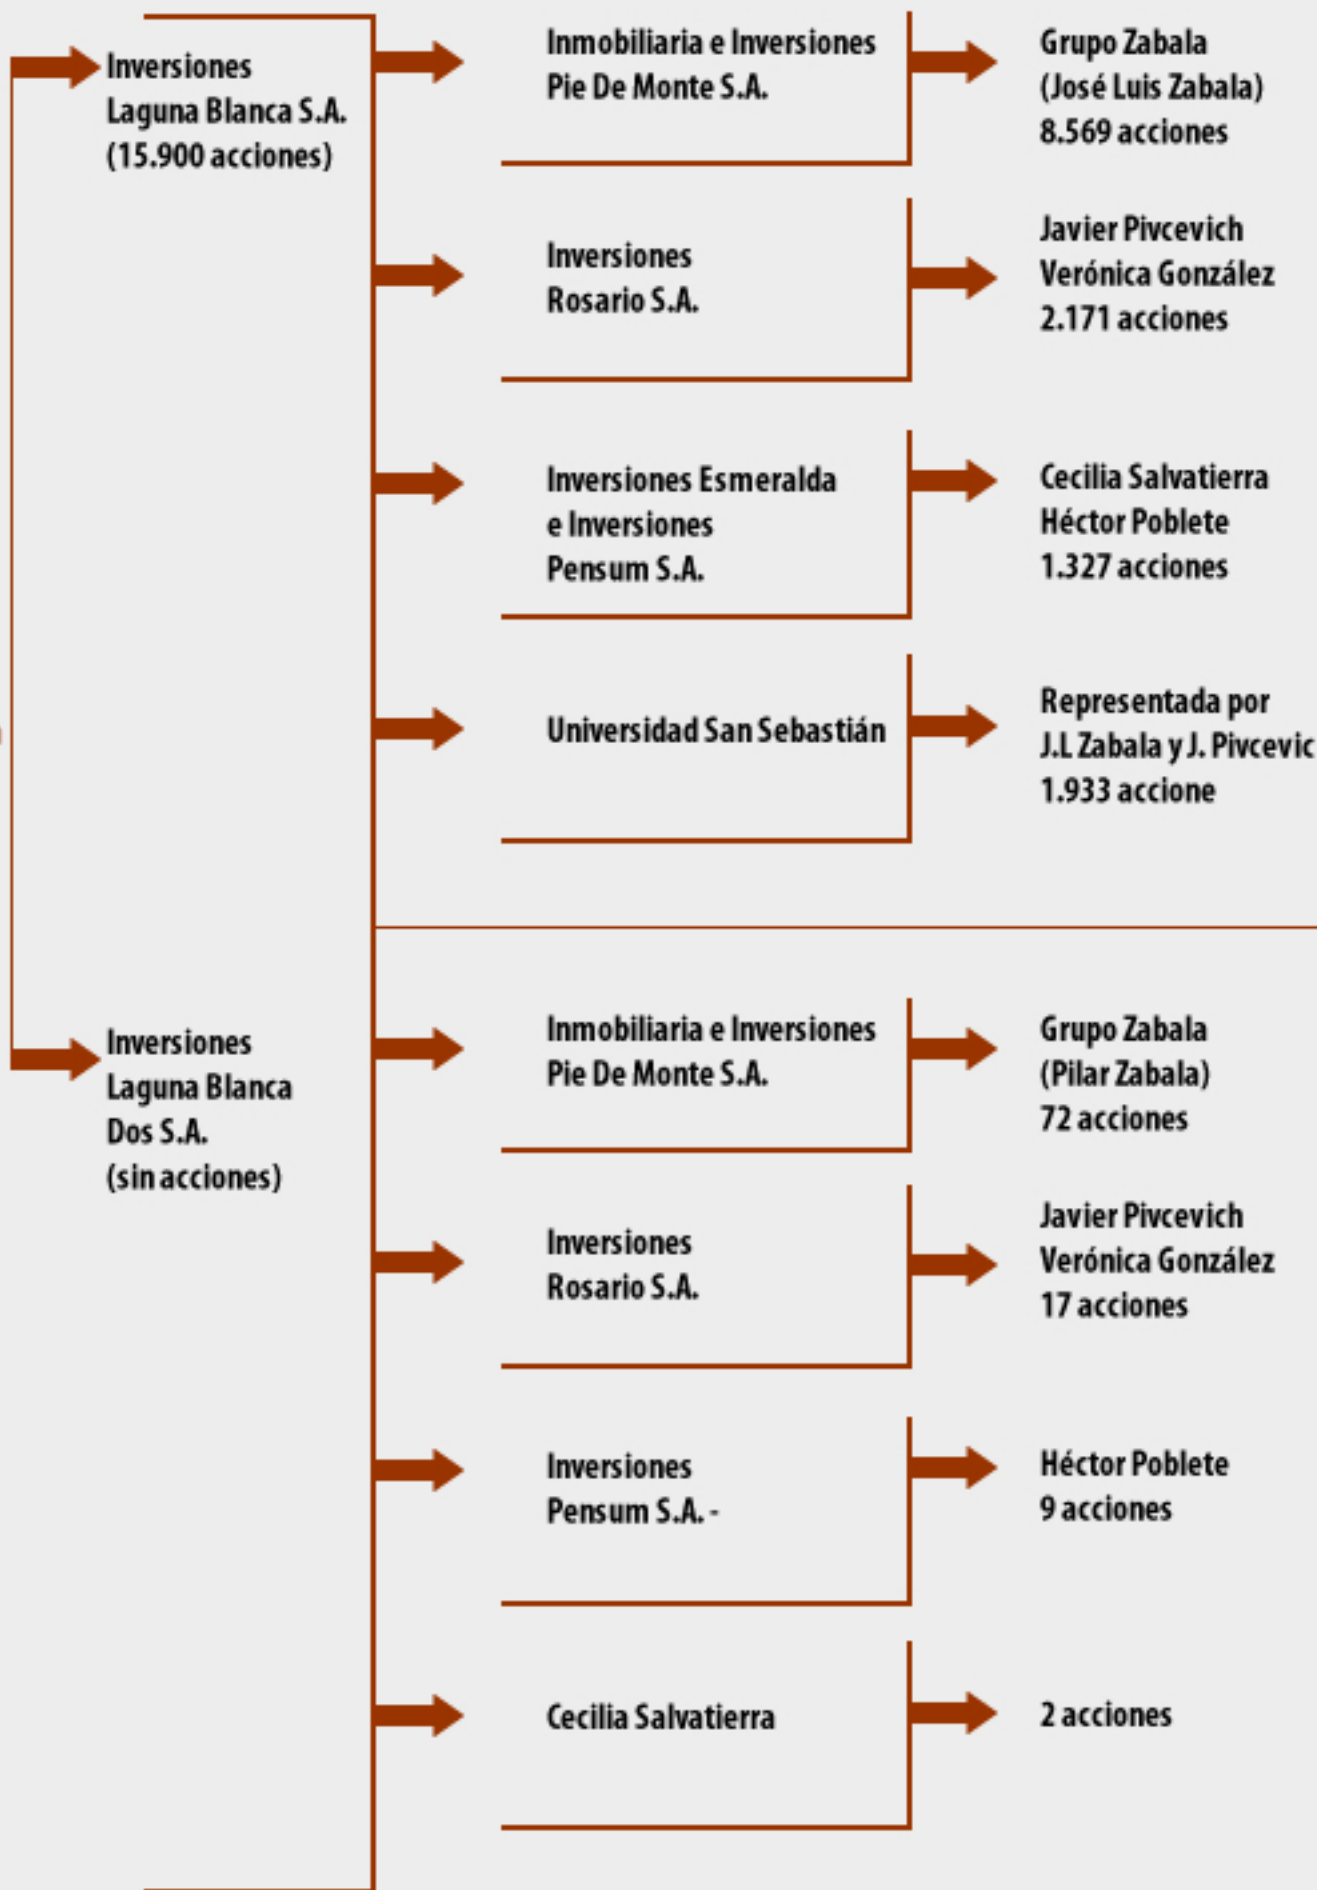 Inversiones
Laguna Blanca S.A.
(15.900 acciones)
Inmobiliaria e Inversiones
Pie De Monte S.A.
Grupo Zabala
(José Luis Zabala)
8.569 acciones
Inversiones
Rosario S.A.
Javier Pivcevich
Verónica González
2.171 acciones
Inversiones Esmeralda
e Inversiones
Pensum S.A.
Cecilia Salvatierra
Héctor Poblete
1.327 acciones
Universidad San Sebastián
Representada por
J.L Zabala y J. Pivcevic
1.933 accione
Inversiones
Laguna Blanca
Dos S.A.
(sin acciones)
Inmobiliaria e Inversiones
Pie De Monte S.A.
Grupo Zabala
(Pilar Zabala)
72 acciones
Inversiones
Rosario S.A.
Javier Pivcevich
Verónica González
17 acciones
Inversiones
Pensum S.A. -
Héctor Poblete
9 acciones
Cecilia Salvatierra
2 acciones